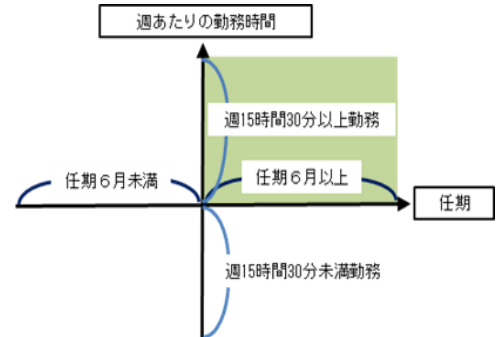 週あたりの勤務時間
週15時間30分以上勤務
任期６月未満
任期６月以上
任期
週15時間30分未満勤務